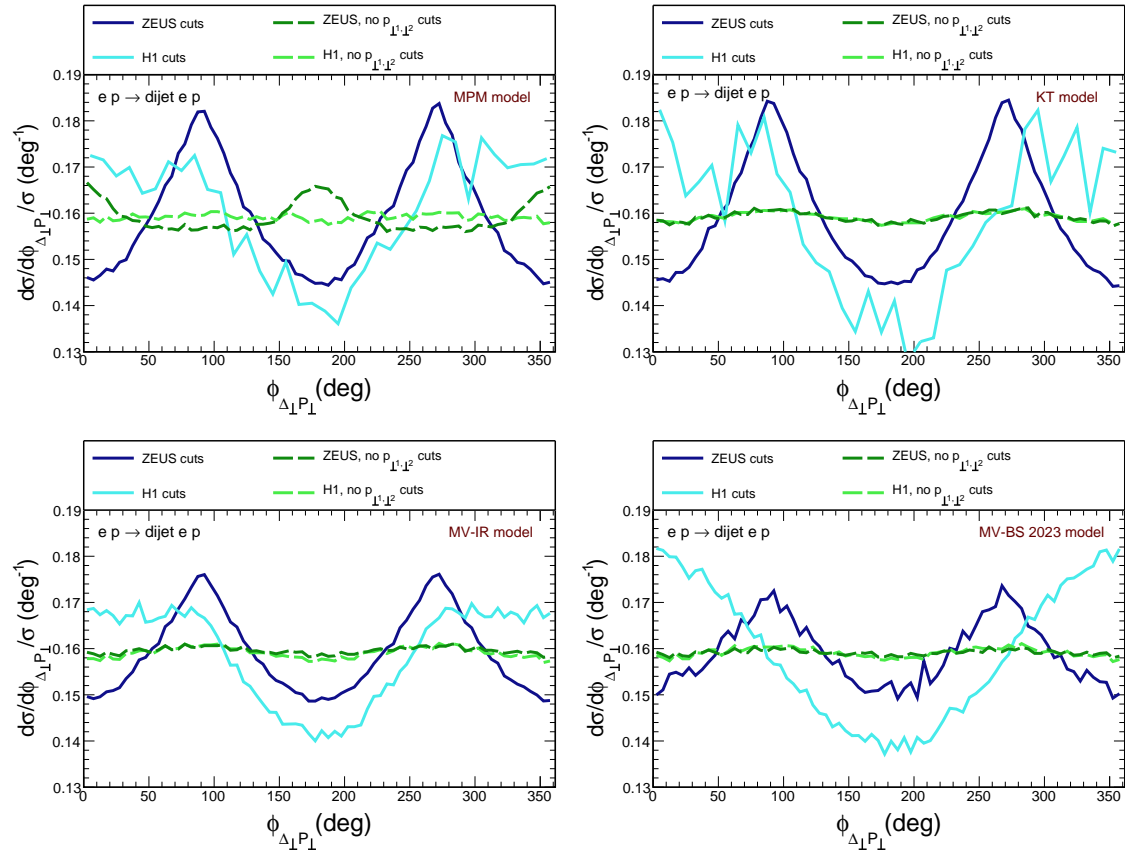 ZEUS cuts
ZEUS, no p⊥1,⊥2 cuts
H1 cuts
H1, no p⊥1,⊥2 cuts
ZEUS cuts
ZEUS, no p⊥1,⊥2 cuts
H1 cuts
H1, no p⊥1,⊥2 cuts
e p → dijet e p
MPM model
dσ/dϕΔ⊥P⊥/σ (deg⁻¹)
0.19
0.18
0.17
0.16
0.15
0.14
0.13
0 50 100 150 200 250 300 350
ϕΔ⊥P⊥ (deg)
e p → dijet e p
KT model
dσ/dϕΔ⊥P⊥/σ (deg⁻¹)
0.19
0.18
0.17
0.16
0.15
0.14
0.13
0 50 100 150 200 250 300 350
ϕΔ⊥P⊥ (deg)
ZEUS cuts
ZEUS, no p⊥1,⊥2 cuts
H1 cuts
H1, no p⊥1,⊥2 cuts
ZEUS cuts
ZEUS, no p⊥1,⊥2 cuts
H1 cuts
H1, no p⊥1,⊥2 cuts
e p → dijet e p
MV-IR model
dσ/dϕΔ⊥P⊥/σ (deg⁻¹)
0.19
0.18
0.17
0.16
0.15
0.14
0.13
0 50 100 150 200 250 300 350
ϕΔ⊥P⊥ (deg)
e p → dijet e p
MV-BS 2023 model
dσ/dϕΔ⊥P⊥/σ (deg⁻¹)
0.19
0.18
0.17
0.16
0.15
0.14
0.13
0 50 100 150 200 250 300 350
ϕΔ⊥P⊥ (deg)